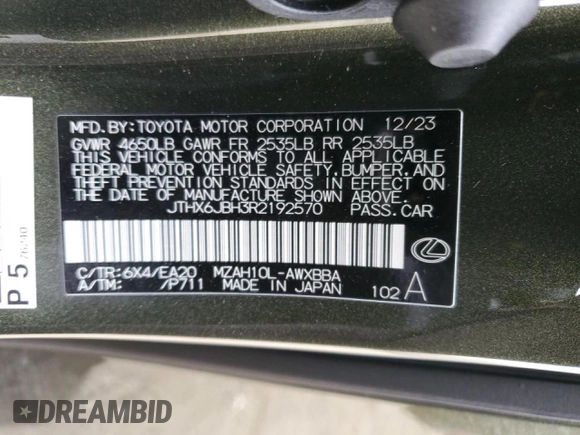 MFD.BY:TOYOTA MOTOR CORPORATION 12/23
GVWR 4650LB GAWR FR 2535LB RR 2535LB
THIS VEHICLE CONFORMS TO ALL APPLICABLE
FEDERAL MOTOR VEHICLE SAFETY,BUMPER,AND
THEFT PREVENTION STANDARDS IN EFFECT ON
THE DATE OF MANUFACTURE SHOWN ABOVE.
JTHX6JBH3R2192570 PASS.CAR
C/TR:6X4/EA20 MZAH10L-AWXBBA
A/TM: /P711 MADE IN JAPAN 102 A
P 5 76240
DREAMBID